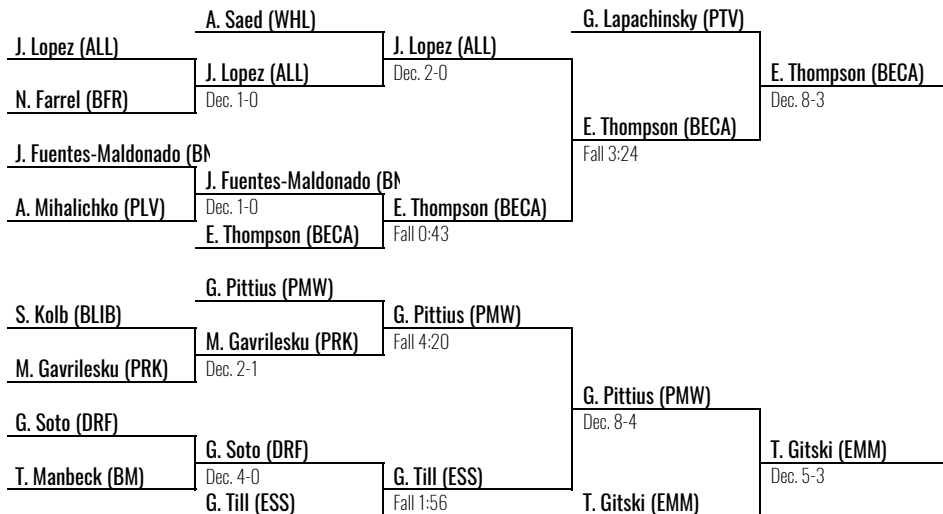 A. Saed (WHL)
G. Lapachinsky (PTV)
J. Lopez (ALL)
J. Lopez (ALL)
J. Lopez (ALL)
Dec. 2-0
E. Thompson (BECA)
Dec. 8-3
N. Farrel (BFR)
Dec. 1-0
E. Thompson (BECA)
Fall 3:24
J. Fuentes-Maldonado (BN
J. Fuentes-Maldonado (BN
Dec. 1-0
A. Mihalichko (PLV)
E. Thompson (BECA)
Fall 0:43
E. Thompson (BECA)
G. Pittius (PMW)
S. Kolb (BLIB)
G. Pittius (PMW)
Fall 4:20
M. Gavrilesku (PRK)
Dec. 2-1
M. Gavrilesku (PRK)
G. Pittius (PMW)
Dec. 8-4
G. Soto (DRF)
G. Soto (DRF)
Dec. 4-0
T. Gitski (EMM)
Dec. 5-3
T. Manbeck (BM)
G. Till (ESS)
Fall 1:56
G. Till (ESS)
T. Gitski (EMM)